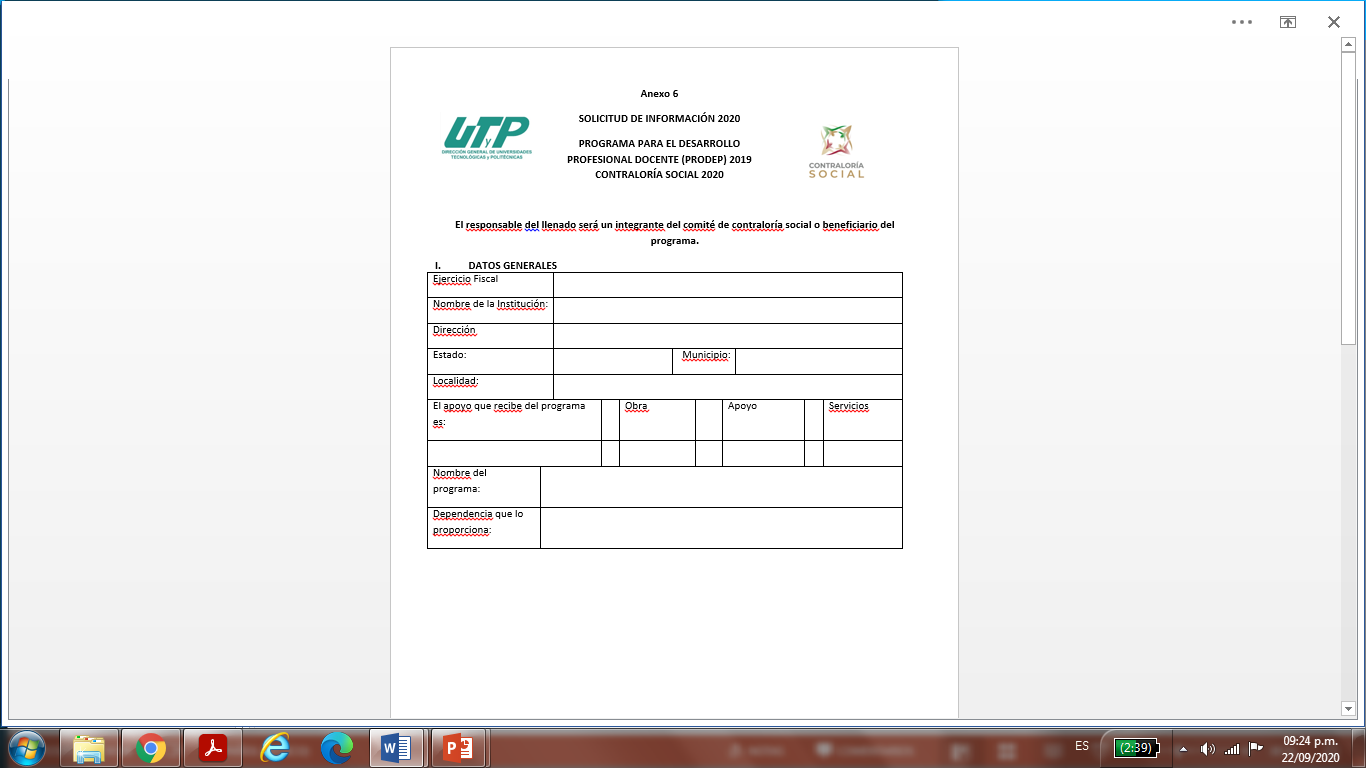 Anexo 6
SOLICITUD DE INFORMACIÓN 2020
UTyP
DIRECCIÓN GENERAL DE UNIVERSIDADES
TECNOLÓGICAS y POLITÉCNICAS
PROGRAMA PARA EL DESARROLLO
PROFESIONAL DOCENTE (PRODEP) 2019
CONTRALORÍA SOCIAL 2020
CONTRALORÍA
SOCIAL
El responsable del llenado será un integrante del comité de contraloría social o beneficiario del
programa.
I. DATOS GENERALES
Ejercicio Fiscal
Nombre de la Institución:
Dirección
Estado: Municipio:
Localidad:
El apoyo que recibe del programa Obra Apoyo Servicios
es:
Nombre del
programa:
Dependencia que lo
proporciona:
ES (2:39) 09:24 p.m.
22/09/2020